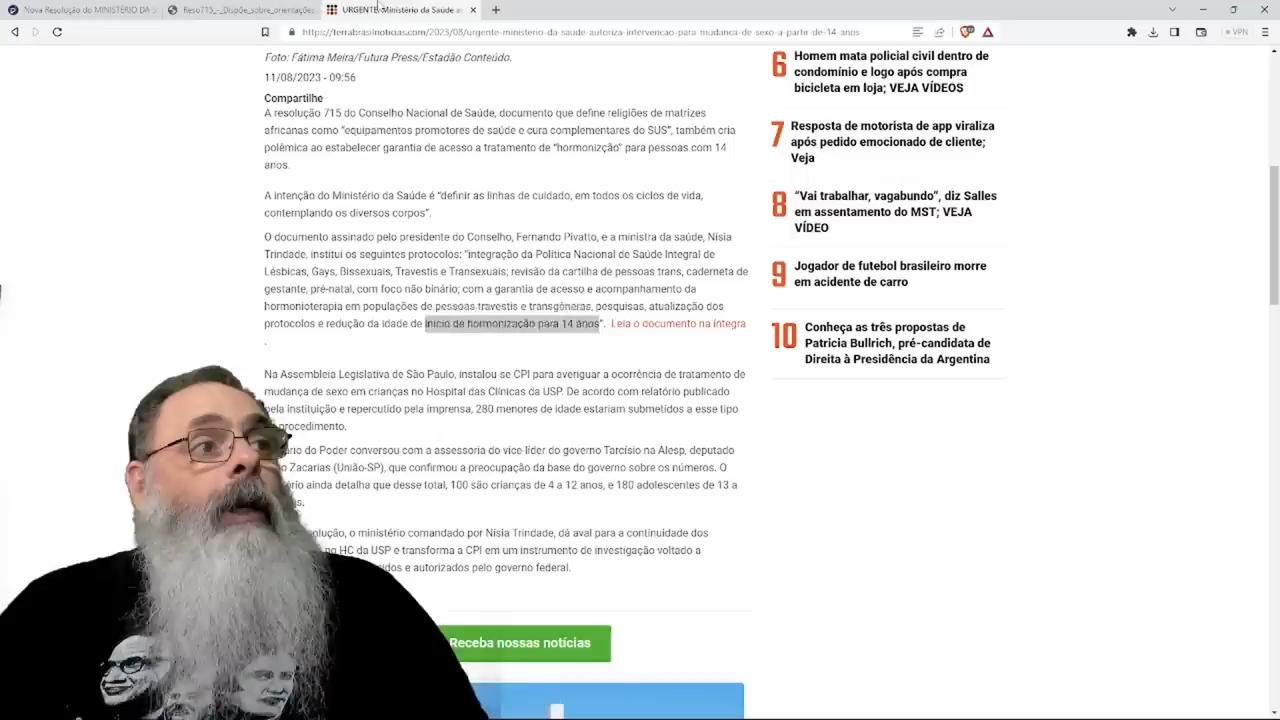 Nova Resolução do MINISTÉRIO DA S
Reso715_-_Dispõe_sobre_orientações
URGENTE: Ministério da Saúde au
https://terrabrasilnoticias.com/2023/08/urgente-ministerio-da-saude-autoriza-intervencao-para-mudanca-de-sexo-a-partir-de-14-anos
VPN
Foto: Fátima Meira/Futura Press/Estadão Conteúdo.
11/08/2023 - 09:56
Compartilhe
A resolução 715 do Conselho Nacional de Saúde, documento que define religiões de matrizes
africanas como “equipamentos promotores de saúde e cura complementares do SUS”, também cria
polêmica ao estabelecer garantia de acesso a tratamento de “hormonizção” para pessoas com 14
anos.
A intenção do Ministério da Saúde é “definir as linhas de cuidado, em todos os ciclos de vida,
contemplando os diversos corpos”.
O documento assinado pelo presidente do Conselho, Fernando Pivatto, e a ministra da saúde, Nísia
Trindade, institui os seguintes protocolos: “integração da Política Nacional de Saúde Integral de
Lésbicas, Gays, Bissexuais, Travestis e Transexuais; revisão da cartilha de pessoas trans, caderneta de
gestante, pré-natal, com foco não binário; com a garantia de acesso e acompanhamento da
hormonioterapia em populações de pessoas travestis e transgêneras, pesquisas, atualização dos
protocolos e redução da idade de início de hormonização para 14 anos”. Leia o documento na íntegra
.
Na Assembleia Legislativa de São Paulo, instalou-se CPI para averiguar a ocorrência de tratamento de
mudança de sexo em crianças no Hospital das Clínicas da USP. De acordo com relatório publicado
pela instituição e repercutido pela imprensa, 280 menores de idade estariam submetidos a esse tipo
procedimento.
do Poder conversou com a assessoria do vice-líder do governo Tarcísio na Alesp, deputado
Zacarias (União-SP), que confirmou a preocupação da base do governo sobre os números. O
ainda detalha que desse total, 100 são crianças de 4 a 12 anos, e 180 adolescentes de 13 a
o ministério comandado por Nísia Trindade, dá aval para a continuidade dos
no HC da USP e transforma a CPI em um instrumento de investigação voltado a
e autorizados pelo governo federal.
Receba nossas notícias
6 Homem mata policial civil dentro de
condomínio e logo após compra
bicicleta em loja; VEJA VÍDEOS
7 Resposta de motorista de app viraliza
após pedido emocionado de cliente;
Veja
8 “Vai trabalhar, vagabundo”, diz Salles
em assentamento do MST; VEJA
VÍDEO
9 Jogador de futebol brasileiro morre
em acidente de carro
10 Conheça as três propostas de
Patricia Bullrich, pré-candidata de
Direita à Presidência da Argentina